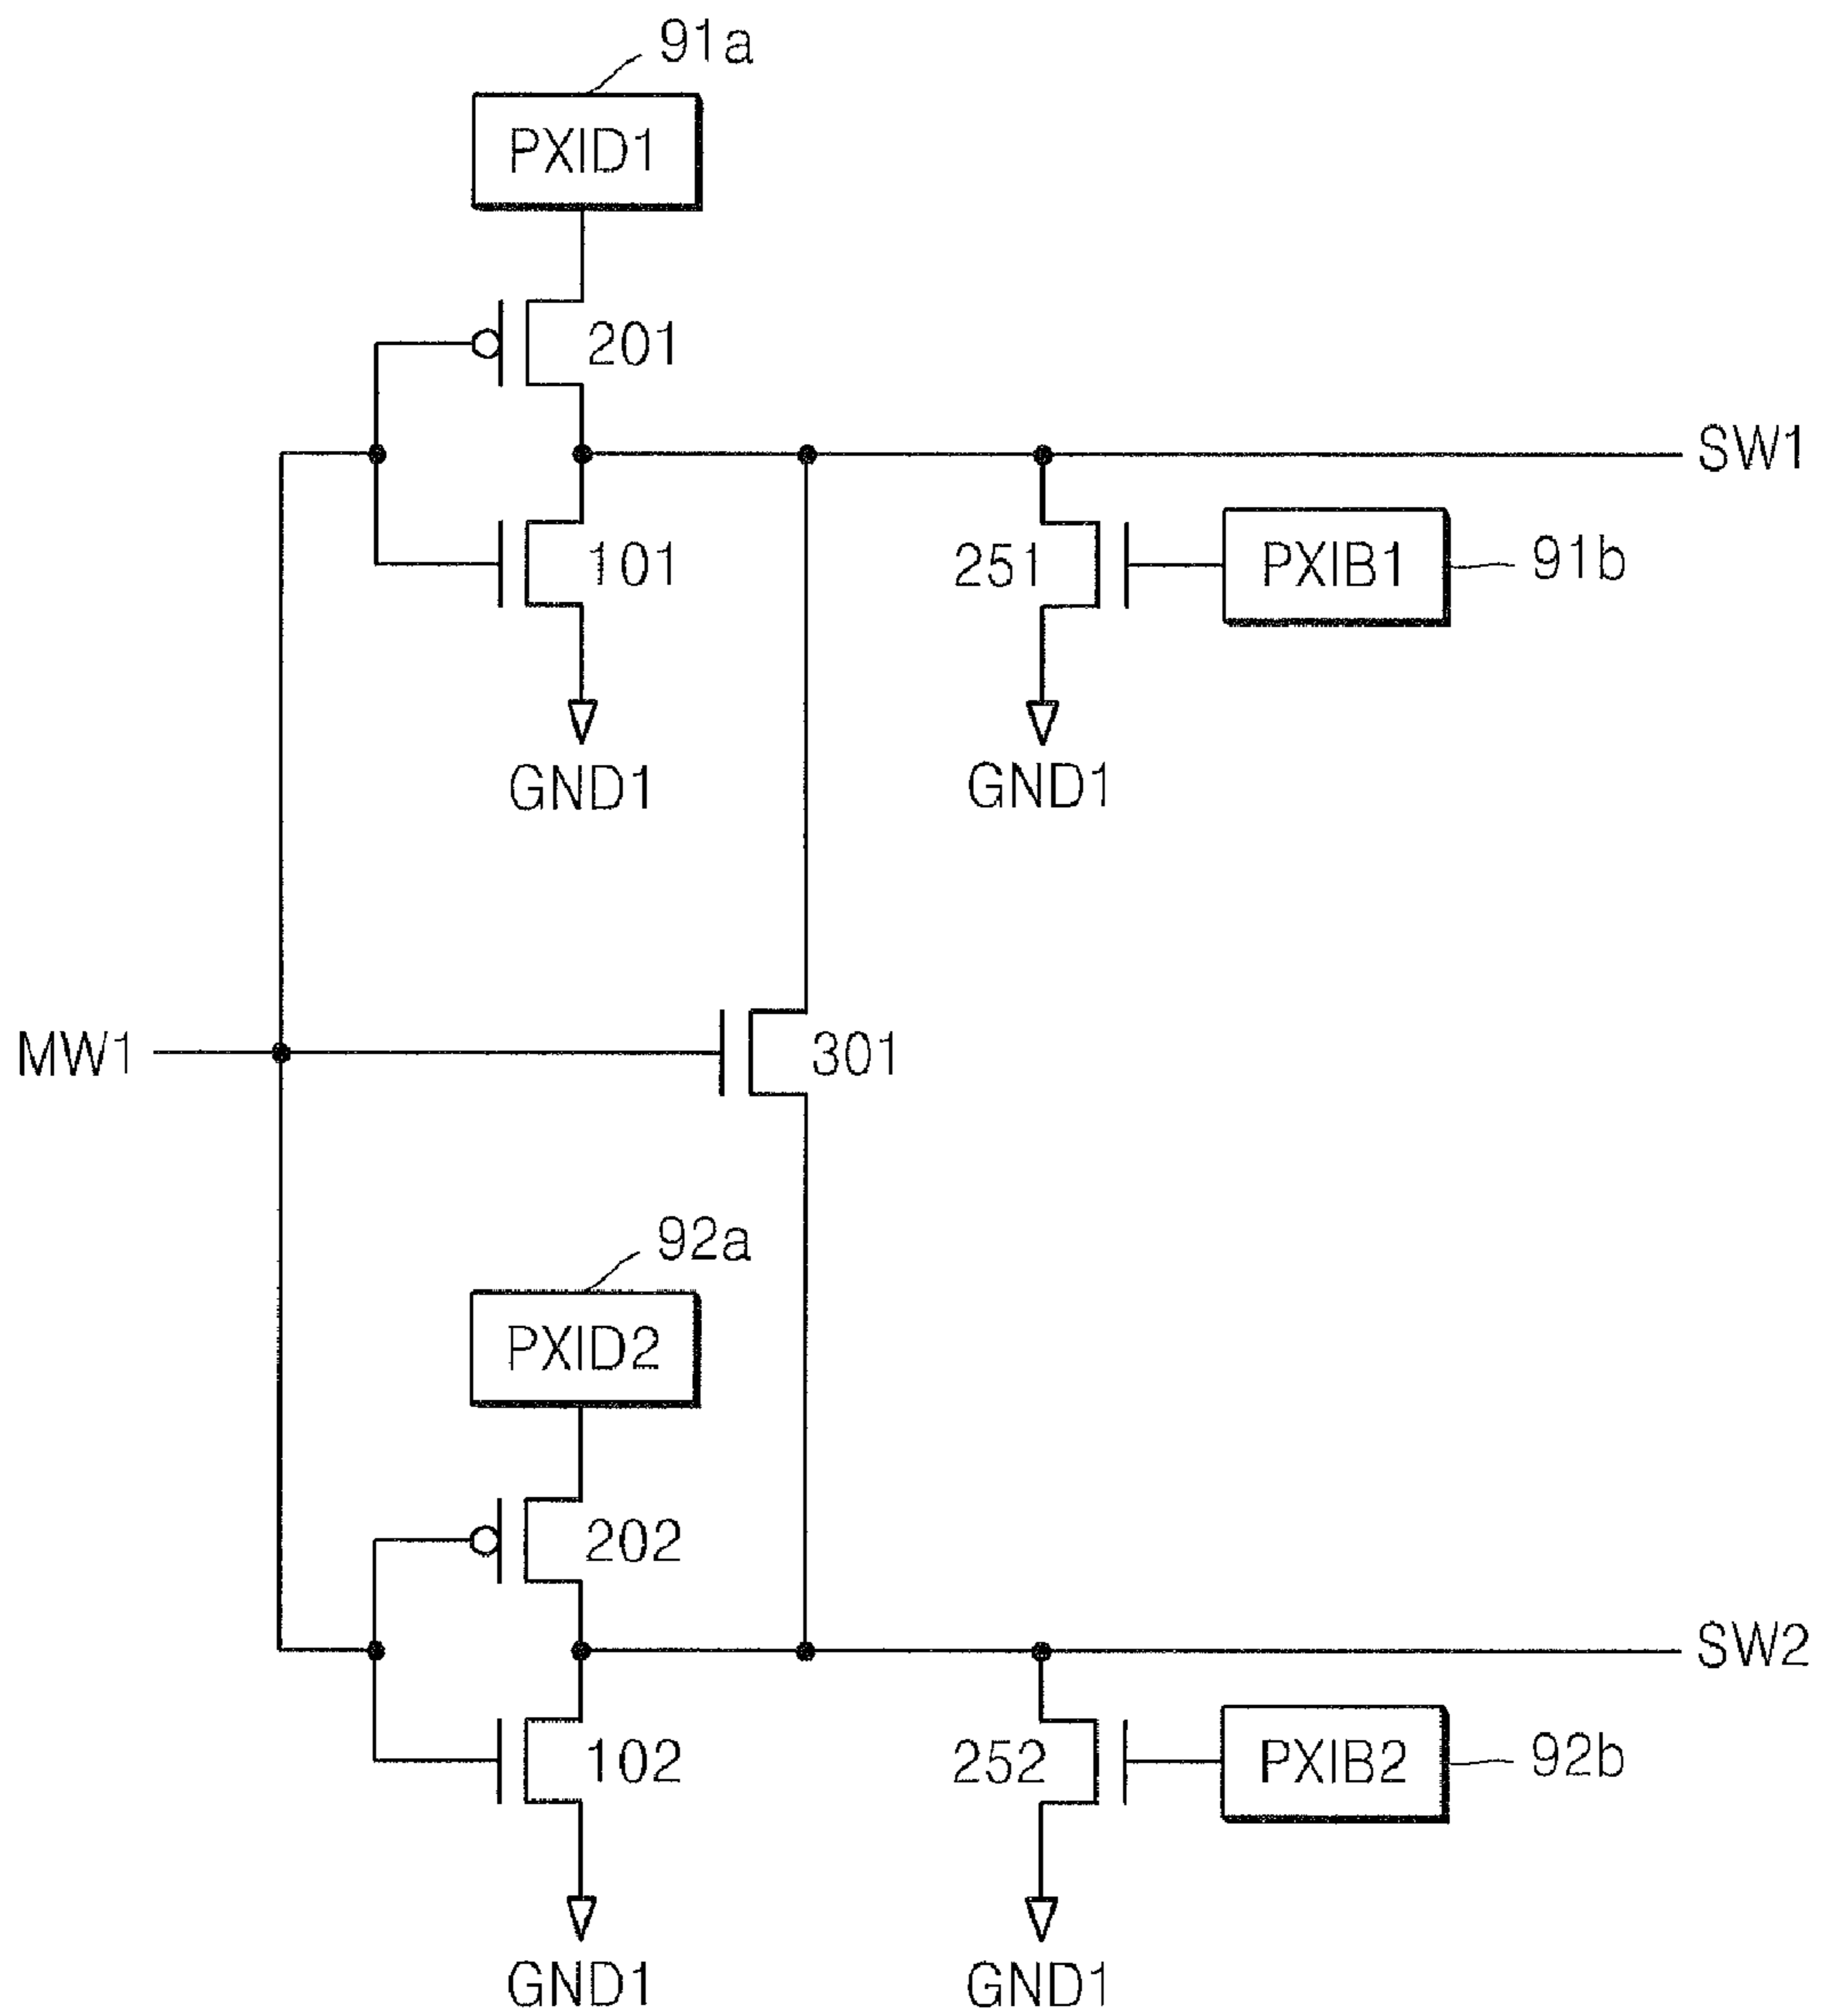 91a
PXID1
201
SW1
101
251
PXIB1
91b
GND1
GND1
MW1
301
92a
PXID2
202
SW2
102
252
PXIB2
92b
GND1
GND1